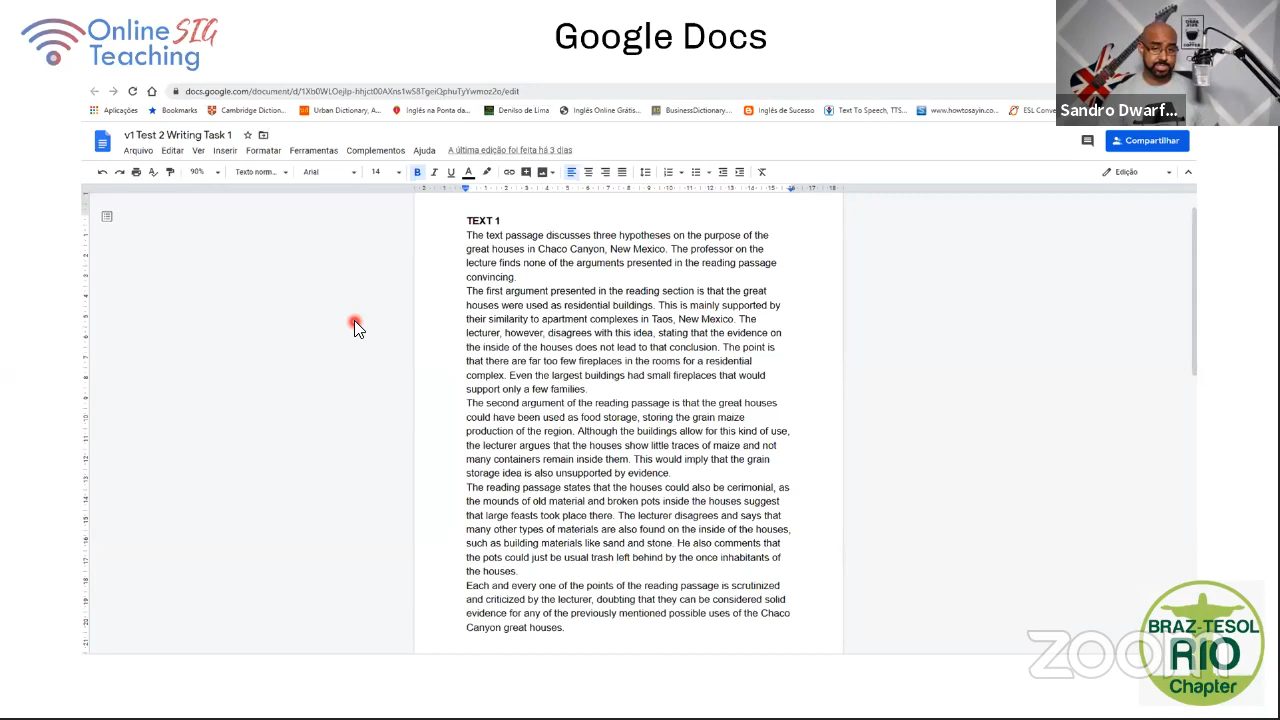 Online SIG
Teaching
Google Docs
Sandro Dwarf...
docs.google.com/document/d/
Aplicações
Bookmarks
Cambridge Diction...
Urban Dictionary, A...
Inglês na Ponta da...
Deniso de Lima
Inglês Online Grátis...
BusinessDictionary....
Inglês de Sucesso
Text To Speech, TTS...
www.howtosayin.c...
ESL Conve
v1 Test 2 Writing Task 1
Arquivo Editar Ver Inserir Formatar Ferramentas Complementos Ajuda A última edição foi feita há 3 dias
Compartilhar
90% Texto norm... Arial 14 B I U A Edição
TEXT 1
The text passage discusses three hypotheses on the purpose of the
great houses in Chaco Canyon, New Mexico. The professor on the
lecture finds none of the arguments presented in the reading passage
convincing.
The first argument presented in the reading section is that the great
houses were used as residential buildings. This is mainly supported by
their similarity to apartment complexes in Taos, New Mexico. The
lecturer, however, disagrees with this idea, stating that the evidence on
the inside of the houses does not lead to that conclusion. The point is
that there are far too few fireplaces in the rooms for a residential
complex. Even the largest buildings had small fireplaces that would
support only a few families.
The second argument of the reading passage is that the great houses
could have been used as food storage, storing the grain maize
production of the region. Although the buildings allow for this kind of use,
the lecturer argues that the houses show little traces of maize and not
many containers remain inside them. This would imply that the grain
storage idea is also unsupported by evidence.
The reading passage states that the houses could also be cerimonial, as
the mounds of old material and broken pots inside the houses suggest
that large feasts took place there. The lecturer disagrees and says that
many other types of materials are also found on the inside of the houses,
such as building materials like sand and stone. He also comments that
the pots could just be usual trash left behind by the once inhabitants of
the houses.
Each and every one of the points of the reading passage is scrutinized
and criticized by the lecturer, doubting that they can be considered solid
evidence for any of the previously mentioned possible uses of the Chaco
Canyon great houses.
zoom
BRAZ-TESOL
RIO
Chapter